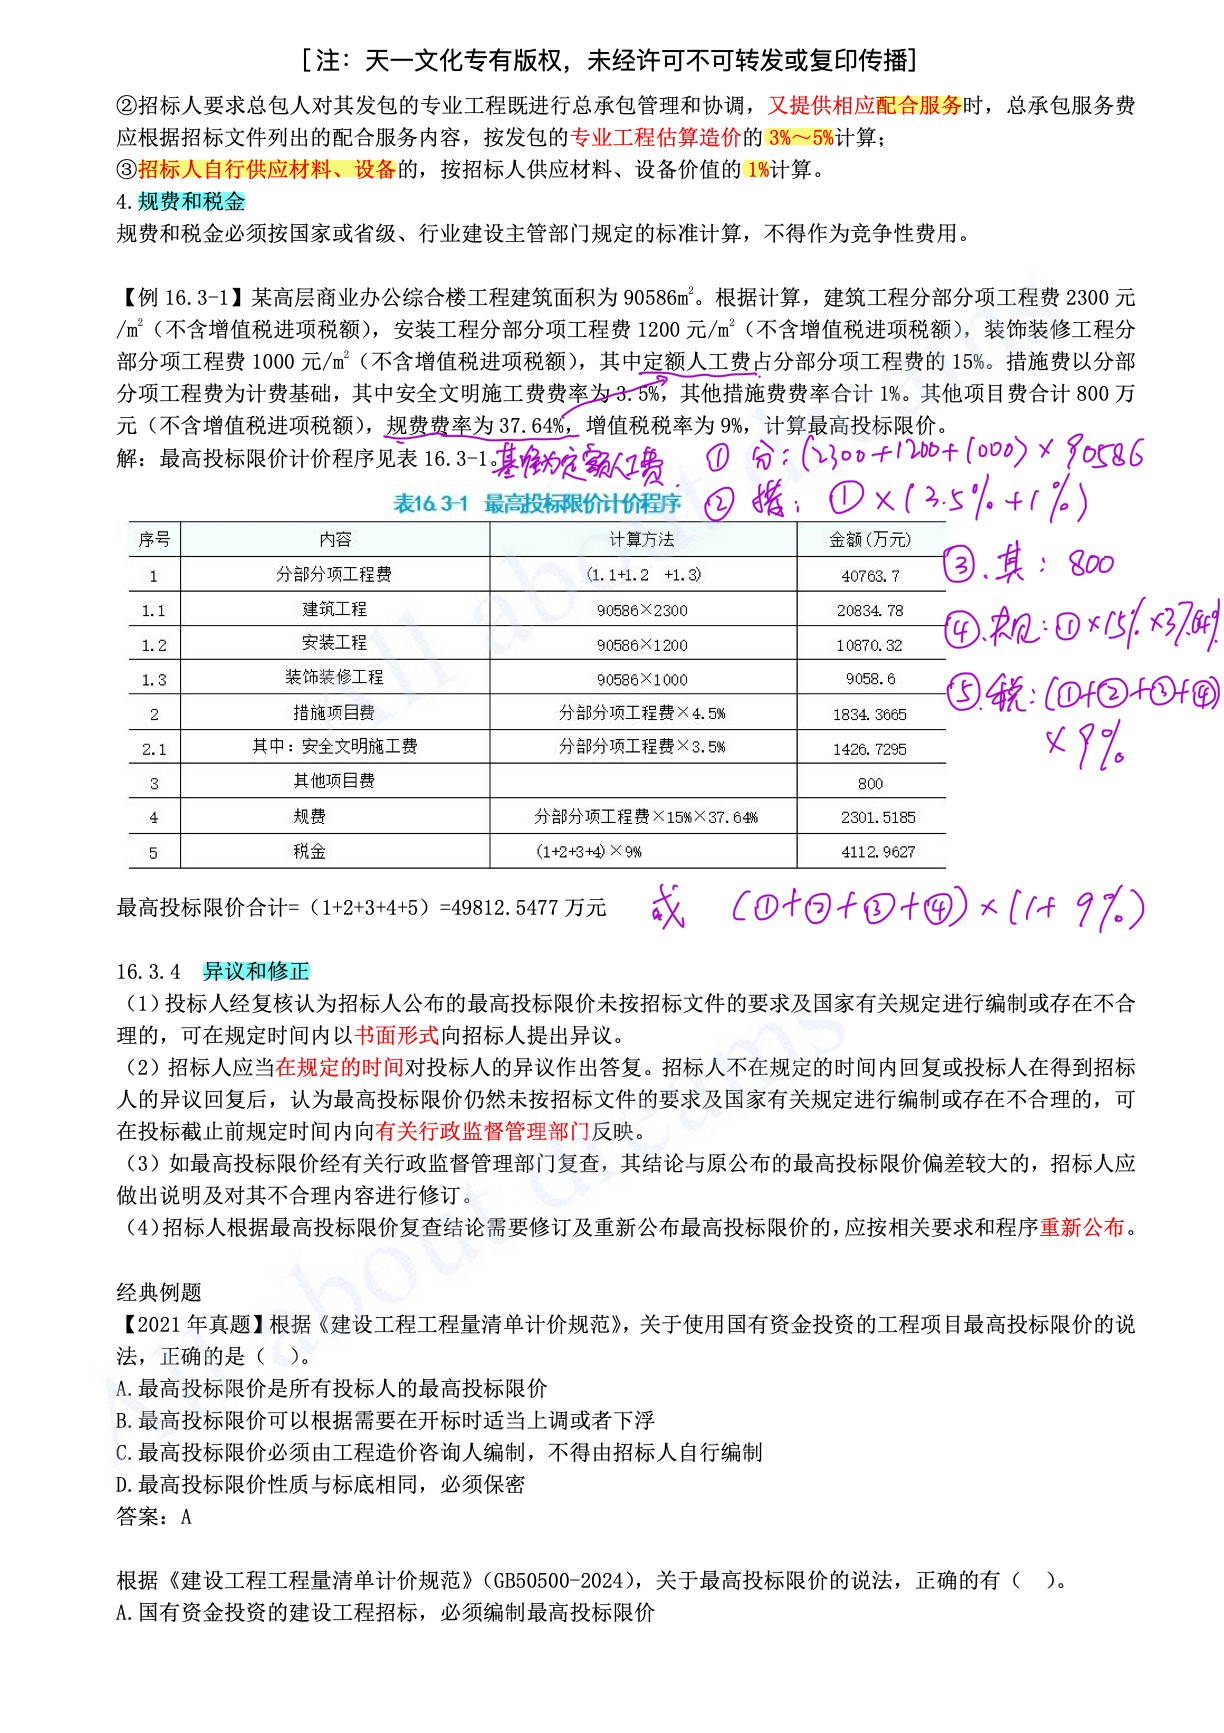 [注：天一文化专有版权，未经许可不可转发或复印传播]
②招标人要求总包人对其发包的专业工程既进行总承包管理和协调，又提供相应配合服务时，总承包服务费
应根据招标文件列出的配合服务内容，按发包的专业工程估算造价的 3%～5%计算；
③招标人自行供应材料、设备的，按招标人供应材料、设备价值的 1%计算。
4.规费和税金
规费和税金必须按国家或省级、行业建设主管部门规定的标准计算，不得作为竞争性费用。
【例 16.3-1】某高层商业办公综合楼工程建筑面积为 90586m²。根据计算，建筑工程分部分项工程费 2300 元
/m²（不含增值税进项税额），安装工程分部分项工程费 1200 元/m²（不含增值税进项税额），装饰装修工程分
部分项工程费 1000 元/m²（不含增值税进项税额），其中定额人工费占分部分项工程费的 15%。措施费以分部
分项工程费为计费基础，其中安全文明施工费费率为 3.5%，其他措施费费率合计 1%。其他项目费合计 800 万
元（不含增值税进项税额），规费费率为 37.64%，增值税税率为 9%，计算最高投标限价。
解：最高投标限价计价程序见表 16.3-1。基准为定额人工费. ① 分：(2300+1200+1000) × 90586
表16.3-1 最高投标限价计价程序 ② 措：①×(3.5%+1%)
序号 内容 计算方法 金额(万元)
③.其：800
1 分部分项工程费 (1.1+1.2 +1.3) 40763.7
1.1 建筑工程 90586×2300 20834.78
④.规：①×15%×37.64%
1.2 安装工程 90586×1200 10870.32
1.3 装饰装修工程 90586×1000 9058.6
⑤.税：(①+②+③+④)
2 措施项目费 分部分项工程费×4.5% 1834.3665
×9%
2.1 其中：安全文明施工费 分部分项工程费×3.5% 1426.7295
3 其他项目费 800
4 规费 分部分项工程费×15%×37.64% 2301.5185
5 税金 (1+2+3+4)×9% 4112.9627
最高投标限价合计=（1+2+3+4+5）=49812.5477 万元 或 (①+②+③+④)×(1+9%)
16.3.4 异议和修正
（1）投标人经复核认为招标人公布的最高投标限价未按招标文件的要求及国家有关规定进行编制或存在不合
理的，可在规定时间内以书面形式向招标人提出异议。
（2）招标人应当在规定的时间对投标人的异议作出答复。招标人不在规定的时间内回复或投标人在得到招标
人的异议回复后，认为最高投标限价仍然未按招标文件的要求及国家有关规定进行编制或存在不合理的，可
在投标截止前规定时间内向有关行政监督管理部门反映。
（3）如最高投标限价经有关行政监督管理部门复查，其结论与原公布的最高投标限价偏差较大的，招标人应
做出说明及对其不合理内容进行修订。
（4）招标人根据最高投标限价复查结论需要修订及重新公布最高投标限价的，应按相关要求和程序重新公布。
经典例题
【2021 年真题】根据《建设工程工程量清单计价规范》，关于使用国有资金投资的工程项目最高投标限价的说
法，正确的是（ ）。
A.最高投标限价是所有投标人的最高投标限价
B.最高投标限价可以根据需要在开标时适当上调或者下浮
C.最高投标限价必须由工程造价咨询人编制，不得由招标人自行编制
D.最高投标限价性质与标底相同，必须保密
答案：A
根据《建设工程工程量清单计价规范》（GB50500-2024），关于最高投标限价的说法，正确的有（ ）。
A.国有资金投资的建设工程招标，必须编制最高投标限价
All about dreams
All about dreams